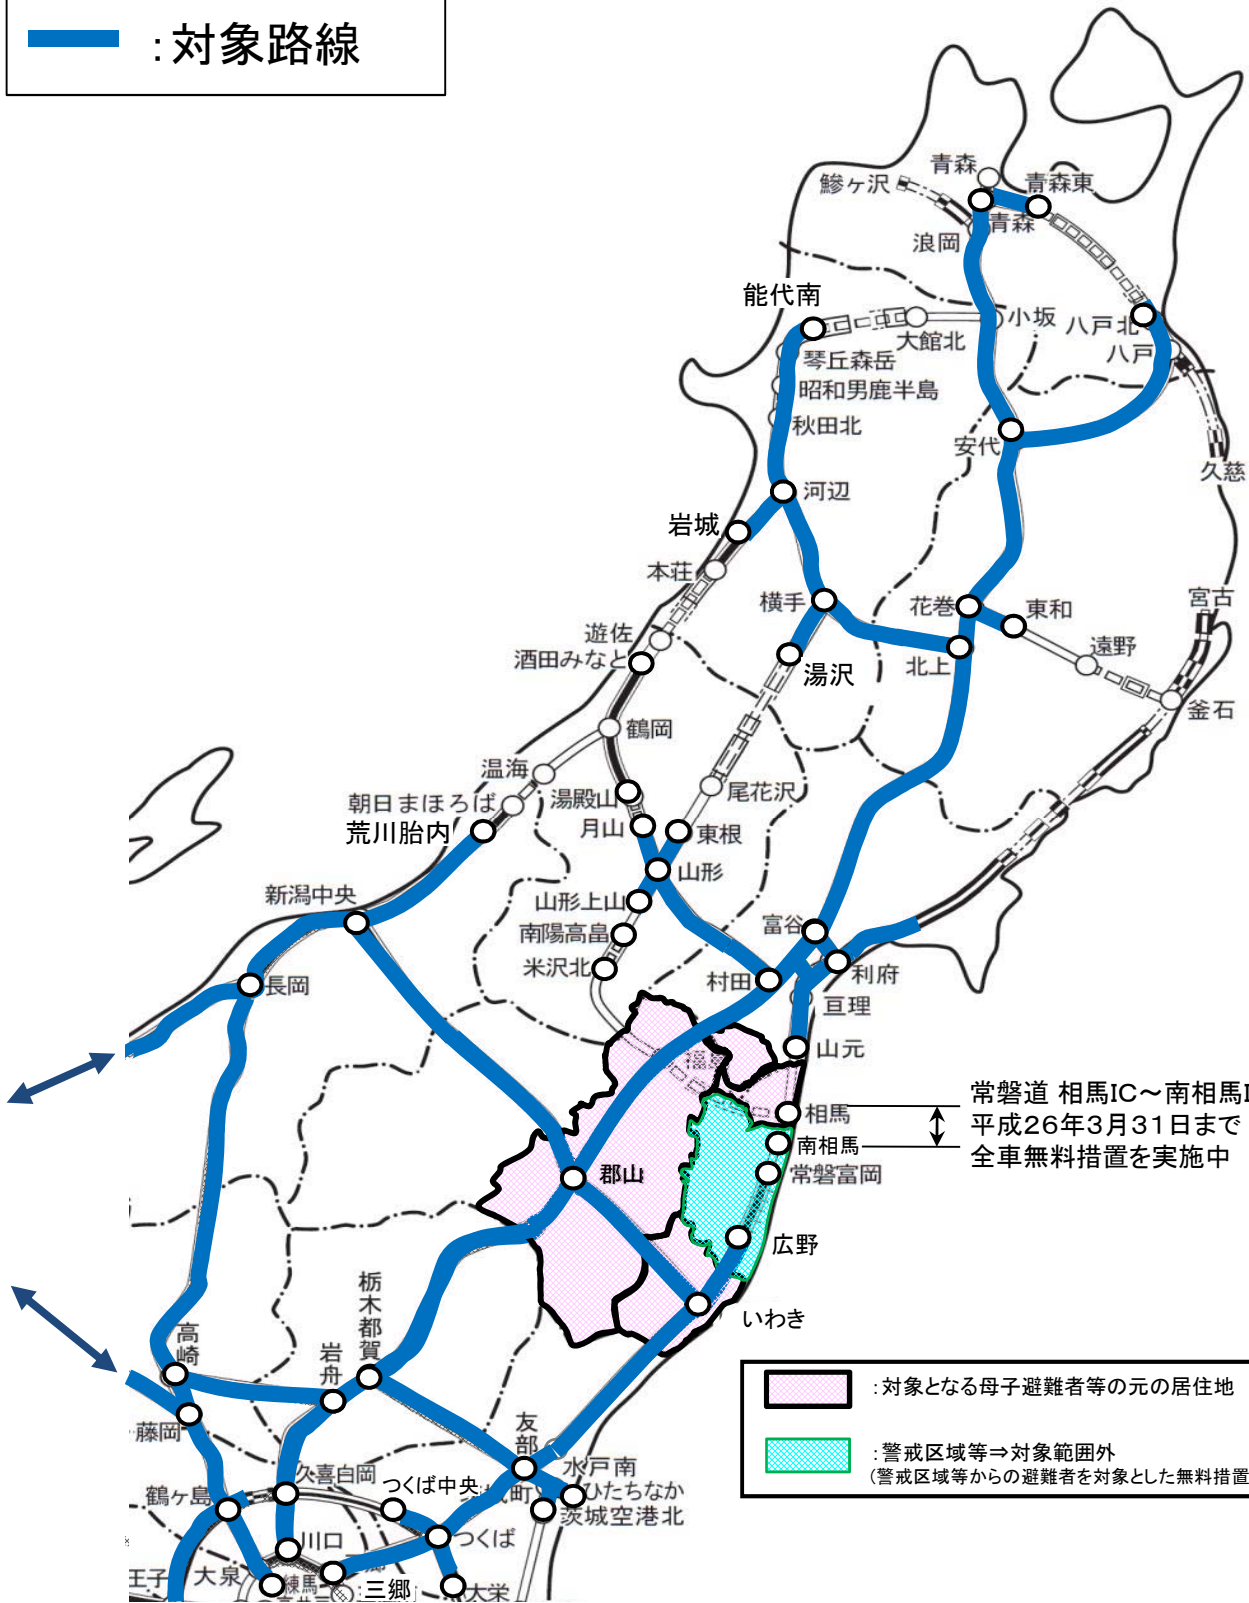 ：対象路線
青森
青森東
鰺ヶ沢
青森
浪岡
能代南
小坂
八戸北
大館北
八戸
琴丘森岳
昭和男鹿半島
秋田北
安代
久慈
河辺
岩城
本荘
横手
花巻
東和
宮古
遊佐
酒田みなと
湯沢
北上
遠野
釜石
鶴岡
温海
湯殿山
尾花沢
朝日まほろば
荒川胎内
月山
東根
山形
新潟中央
山形上山
富谷
南陽高畠
米沢北
村田
利府
長岡
亘理
山元
相馬
常磐道 相馬IC～南相馬I
平成26年3月31日まで
全車無料措置を実施中
南相馬
常磐富岡
郡山
広野
いわき
栃木都賀
高崎
岩舟
：対象となる母子避難者等の元の居住地
藤岡
友部
：警戒区域等⇒対象範囲外
（警戒区域等からの避難者を対象とした無料措置
久喜白岡
つくば中央
水戸南
ひたちなか
鶴ヶ島
茨城空港北
川口
つくば
王子
大泉
練馬
三郷
大栄